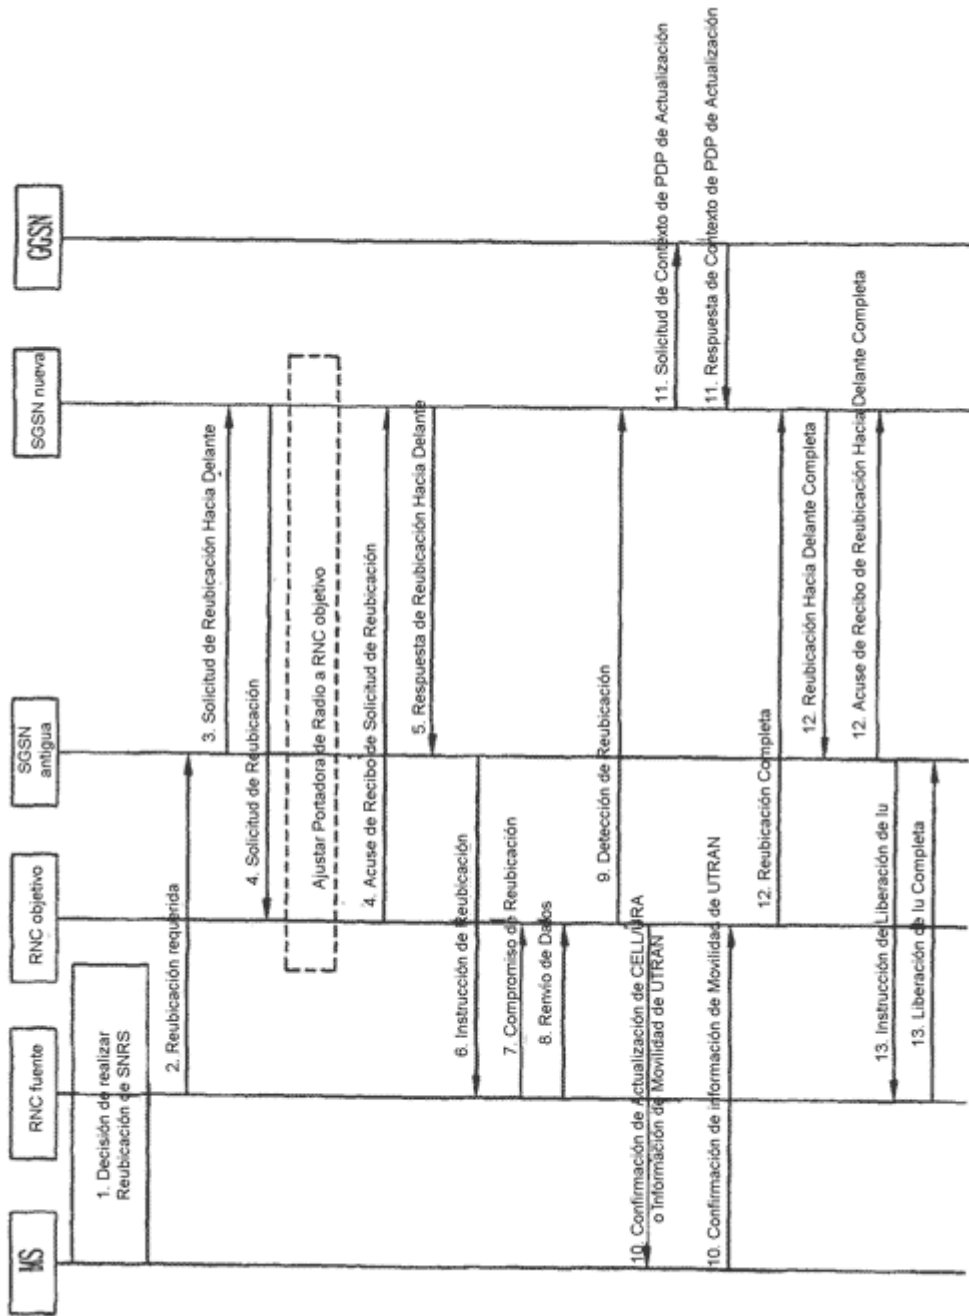 MS
RNC fuente
RNC objetivo
SGSN
antigua
SGSN nueva
GGSN
1. Decisión de realizar
Reubicación de SNRS
2. Reubicación requerida
3. Solicitud de Reubicación Hacia Delante
4. Solicitud de Reubicación
Ajustar Portadora de Radio a RNC objetivo
4. Acuse de Recibo de Solicitud de Reubicación
5. Respuesta de Reubicación Hacia Delante
6. Instrucción de Reubicación
7. Compromiso de Reubicación
8. Renvío de Datos
9. Detección de Reubicación
10. Confirmación de Actualización de CELL/URA
o Información de Movilidad de UTRAN
11. Solicitud de Contexto de PDP de Actualización
10. Confirmación de información de Movilidad de UTRAN
11. Respuesta de Contexto de PDP de Actualización
12. Reubicación Completa
12. Reubicación Hacia Delante Completa
12. Acuse de Recibo de Reubicación Hacia Delante Completa
13. Instrucción de Liberación de Iu
13. Liberación de Iu Completa